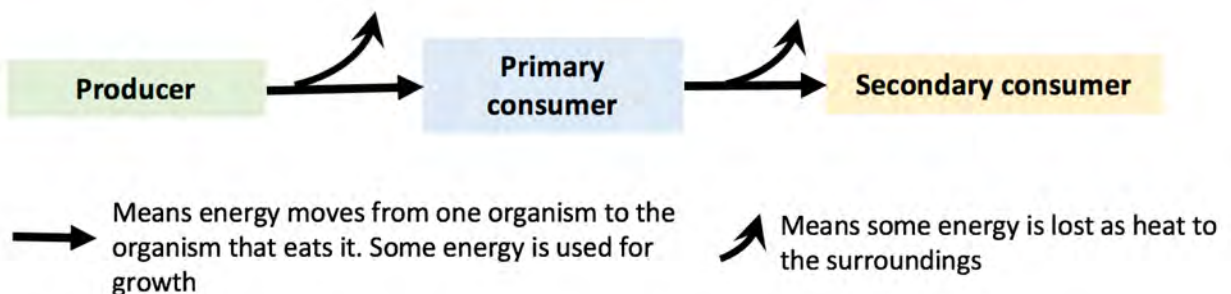 Producer
Primary
consumer
Secondary consumer
Means energy moves from one organism to the
organism that eats it. Some energy is used for
growth
Means some energy is lost as heat to
the surroundings